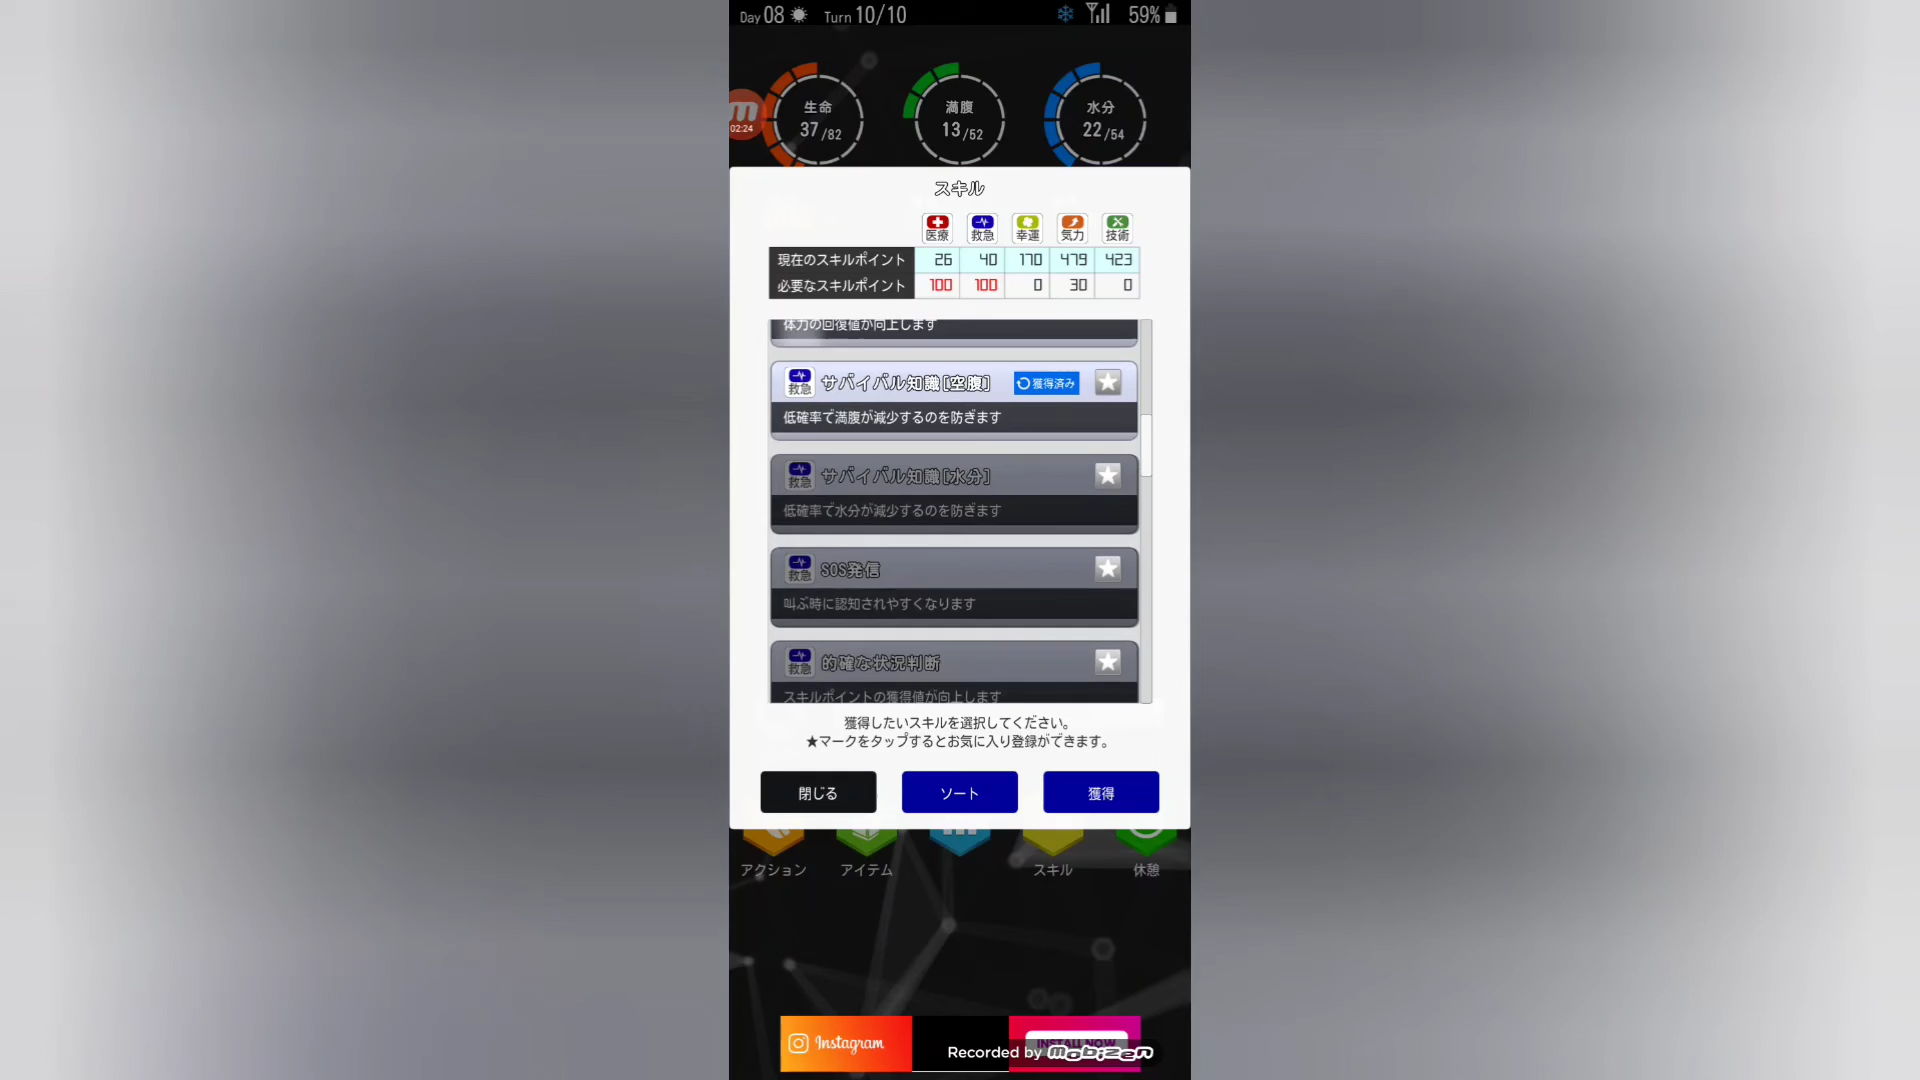 Day 08 Turn 10/10 59%
生命 満腹 水分
37/82 13/52 22/54
02:24
スキル
医療 救急 幸運 気力 技術
現在のスキルポイント 26 40 170 479 423
必要なスキルポイント 100 100 0 30 0
体力の回復値が向上します
救急 サバイバル知識[空腹] 獲得済み
低確率で満腹が減少するのを防ぎます
救急 サバイバル知識[水分]
低確率で水分が減少するのを防ぎます
救急 SOS発信
叫ぶ時に認知されやすくなります
救急 的確な状況判断
スキルポイントの獲得値が向上します
獲得したいスキルを選択してください。
★マークをタップするとお気に入り登録ができます。
閉じる ソート 獲得
アクション アイテム スキル 休憩
Instagram INSTALL NOW
Recorded by mobizen